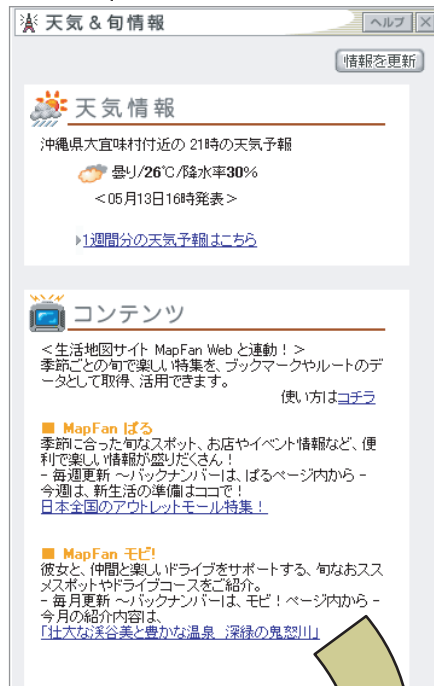 天気＆旬情報
ヘルプ
情報を更新
天気情報
沖縄県大宜味村付近の 21時の天気予報
曇り/26℃/降水率30%
＜05月13日16時発表＞
1週間分の天気予報はこちら
コンテンツ
＜生活地図サイト MapFan Web と連動！＞
季節ごとの旬で楽しい特集を、ブックマークやルートのデ
ータとして取得、活用できます。
使い方はコチラ
■ MapFan ぱる
季節に合った旬なスポット、お店やイベント情報など、便
利で楽しい情報が盛りだくさん！
- 毎週更新 ～バックナンバーは、ぱるページ内から -
今週は、新生活の準備はココで！
日本全国のアウトレットモール特集！
■ MapFan モビ!
彼女と、仲間と楽しいドライブをサポートする、旬なおスス
メスポットやドライブコースをご紹介。
- 毎月更新 ～バックナンバーは、モビ！ページ内から -
今月の紹介内容は、
「壮大な渓谷美と豊かな温泉　深緑の鬼怒川」